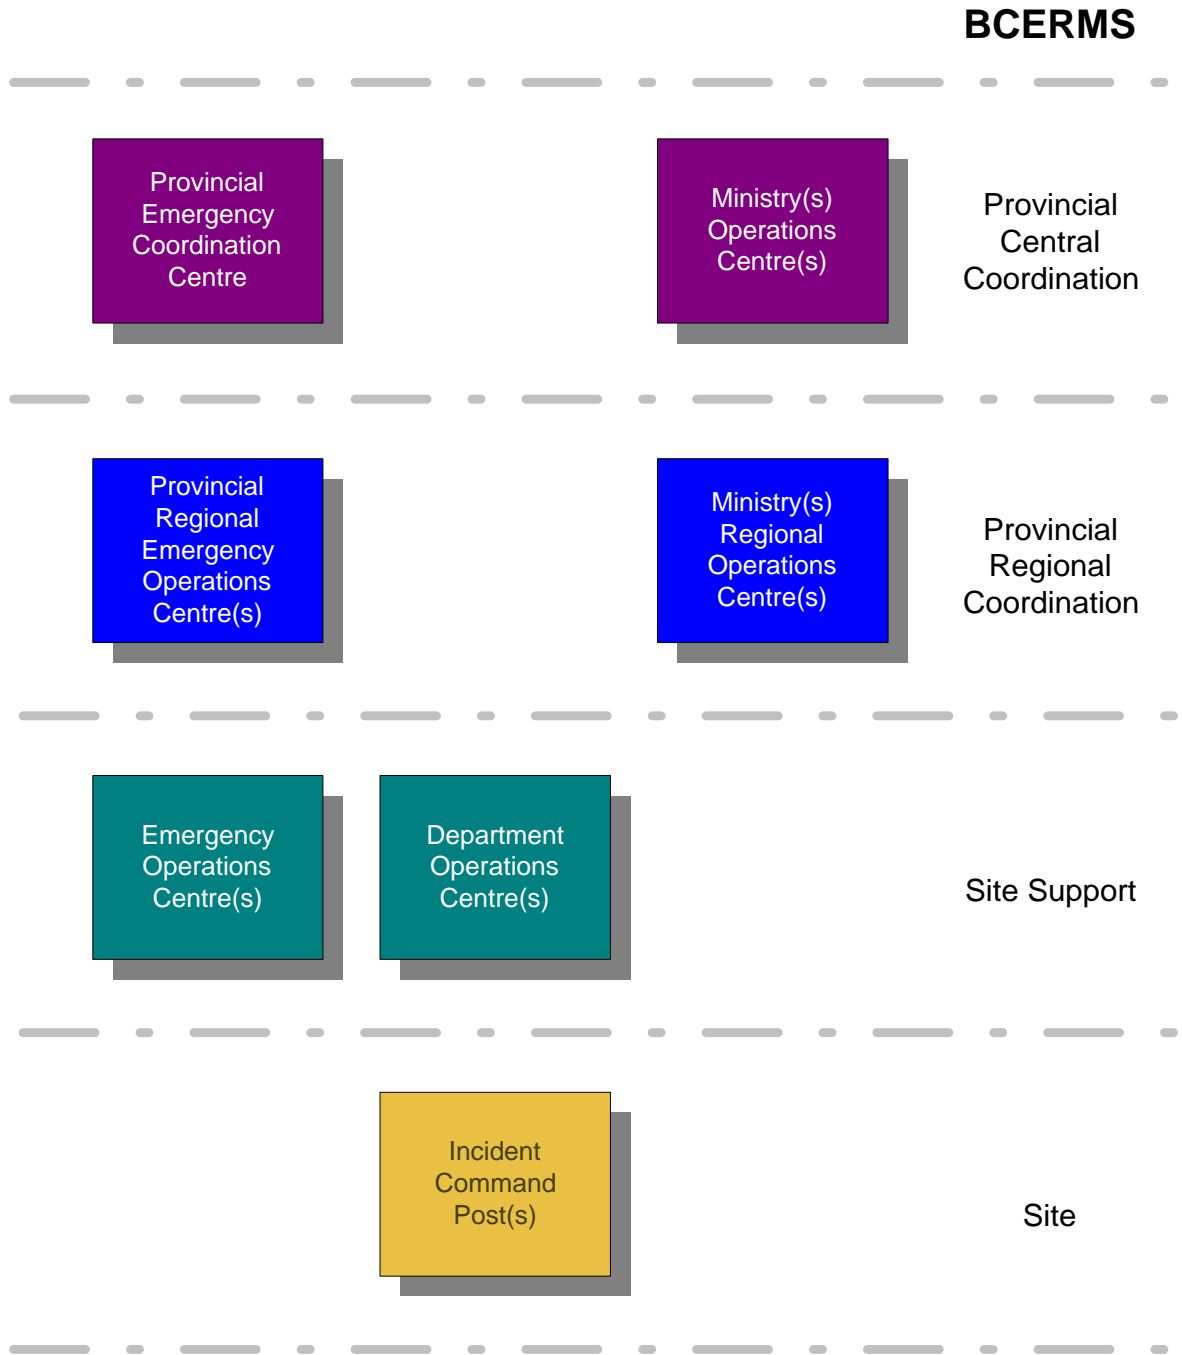 BCERMS
Provincial
Emergency
Coordination
Centre
Ministry(s)
Operations
Centre(s)
Provincial
Central
Coordination
Provincial
Regional
Emergency
Operations
Centre(s)
Ministry(s)
Regional
Operations
Centre(s)
Provincial
Regional
Coordination
Emergency
Operations
Centre(s)
Department
Operations
Centre(s)
Site Support
Incident
Command
Post(s)
Site